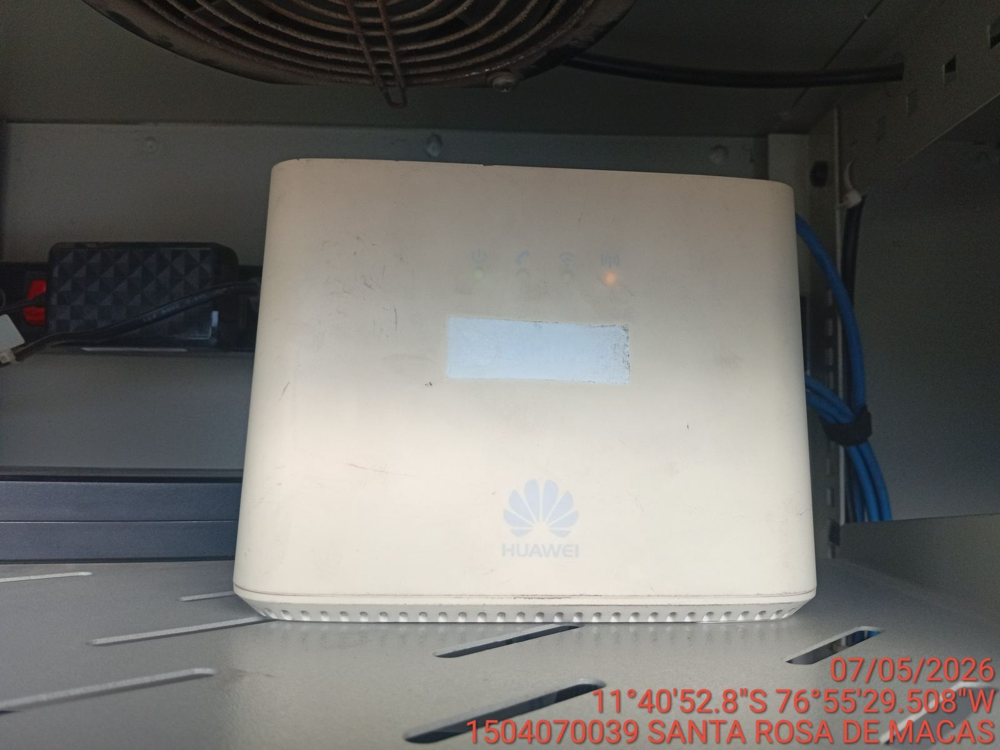 HUAWEI
07/05/2026
11°40'52.8"S 76°55'29.508"W
1504070039 SANTA ROSA DE MACAS